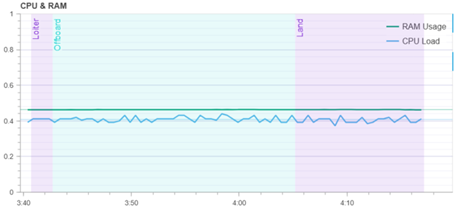 CPU & RAM
Loiter
Offboard
Land
RAM Usage
CPU Load
1
0.8
0.6
0.4
0.2
0
3:40
3:50
4:00
4:10